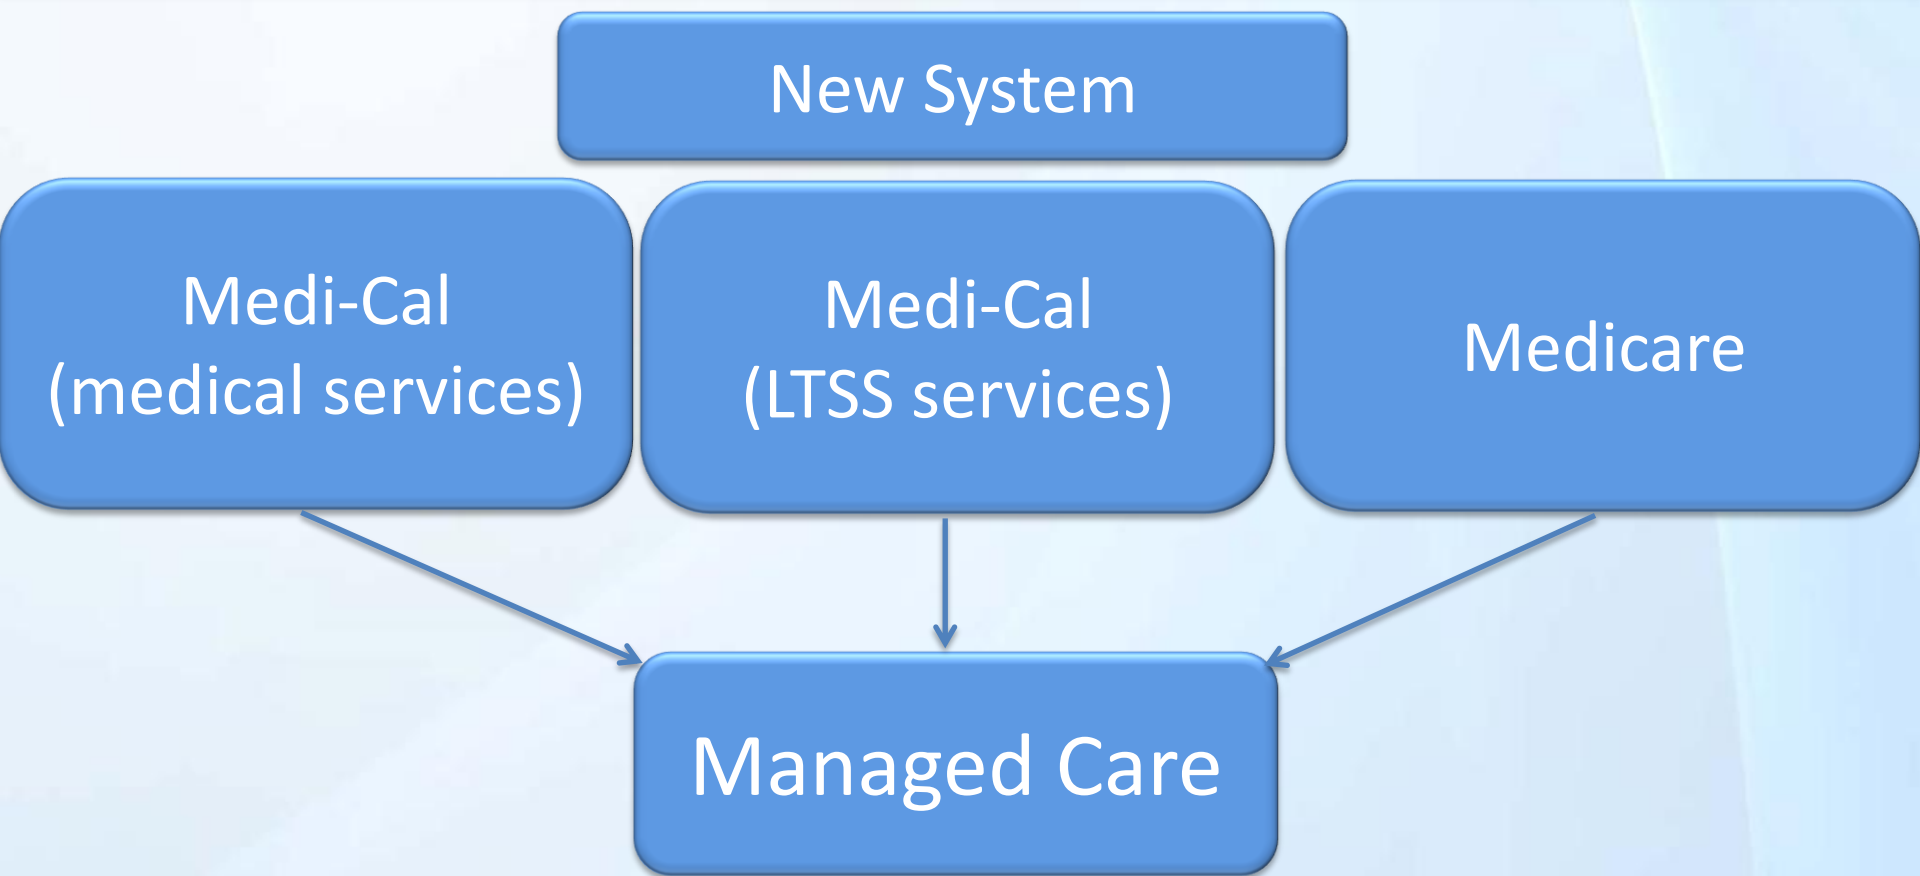 New System
Medi-Cal
(medical services)
Medi-Cal
(LTSS services)
Medicare
Managed Care